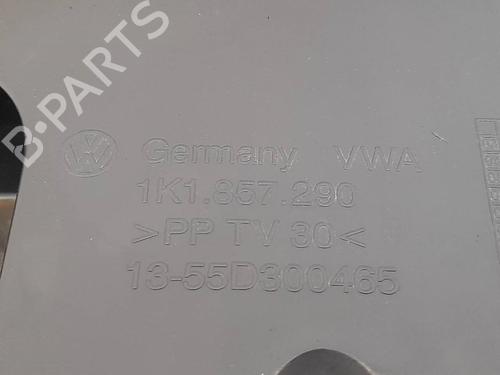 B-PARTS
Germany VWA
1K1.857.290
>PP TV 30<
13-55D300465